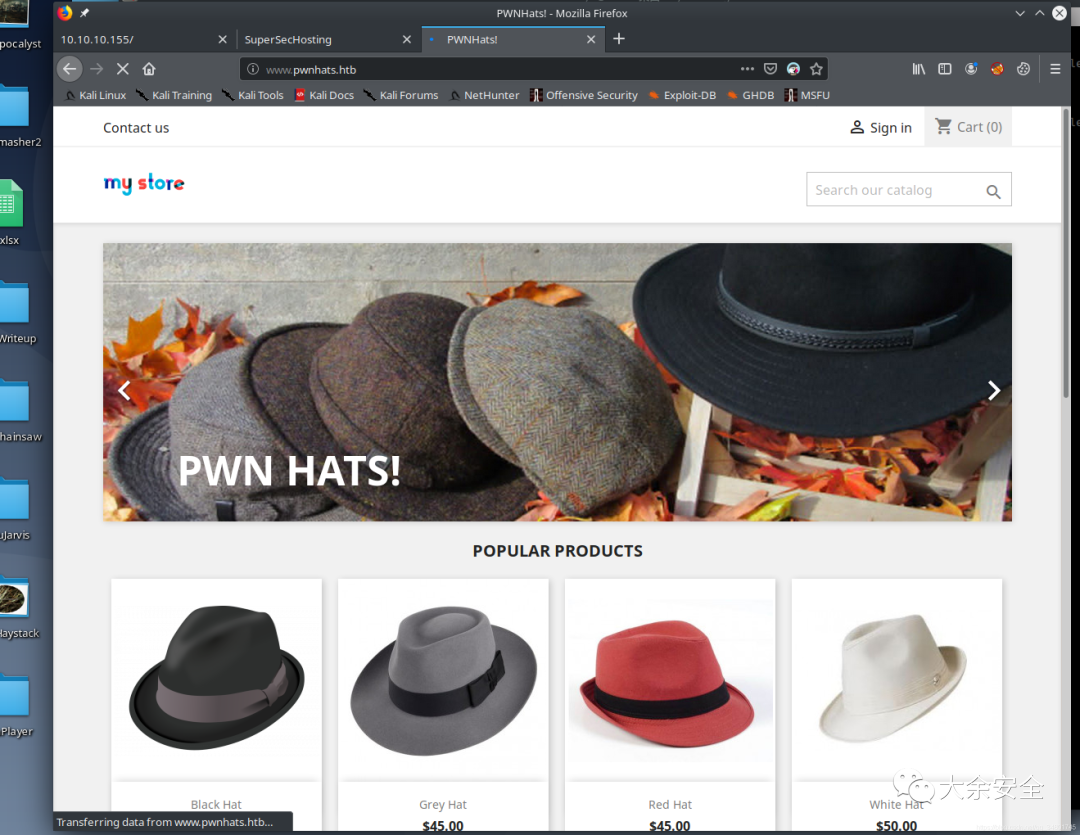 PWNHats! - Mozilla Firefox
10.10.10.155/
SuperSecHosting
PWNHats!
www.pwnhats.htb
Kali Linux
Kali Training
Kali Tools
Kali Docs
Kali Forums
NetHunter
Offensive Security
Exploit-DB
GHDB
MSFU
Contact us
Sign in
Cart (0)
my store
Search our catalog
PWN HATS!
POPULAR PRODUCTS
Black Hat
Grey Hat
$45.00
Red Hat
$45.00
White Hat
$50.00
Transferring data from www.pwnhats.htb...
pocalyst
masher2
xlsx
Writeup
hainsaw
Jarvis
Haystack
Player
大余安全